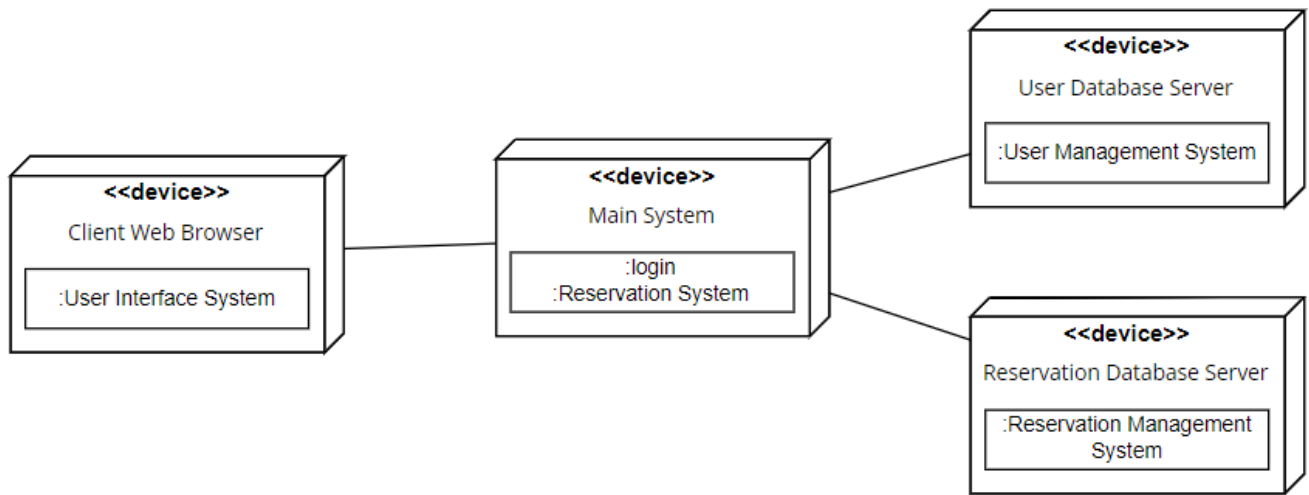 <<device>>
Client Web Browser
:User Interface System
<<device>>
Main System
:login
:Reservation System
<<device>>
User Database Server
:User Management System
<<device>>
Reservation Database Server
:Reservation Management
System